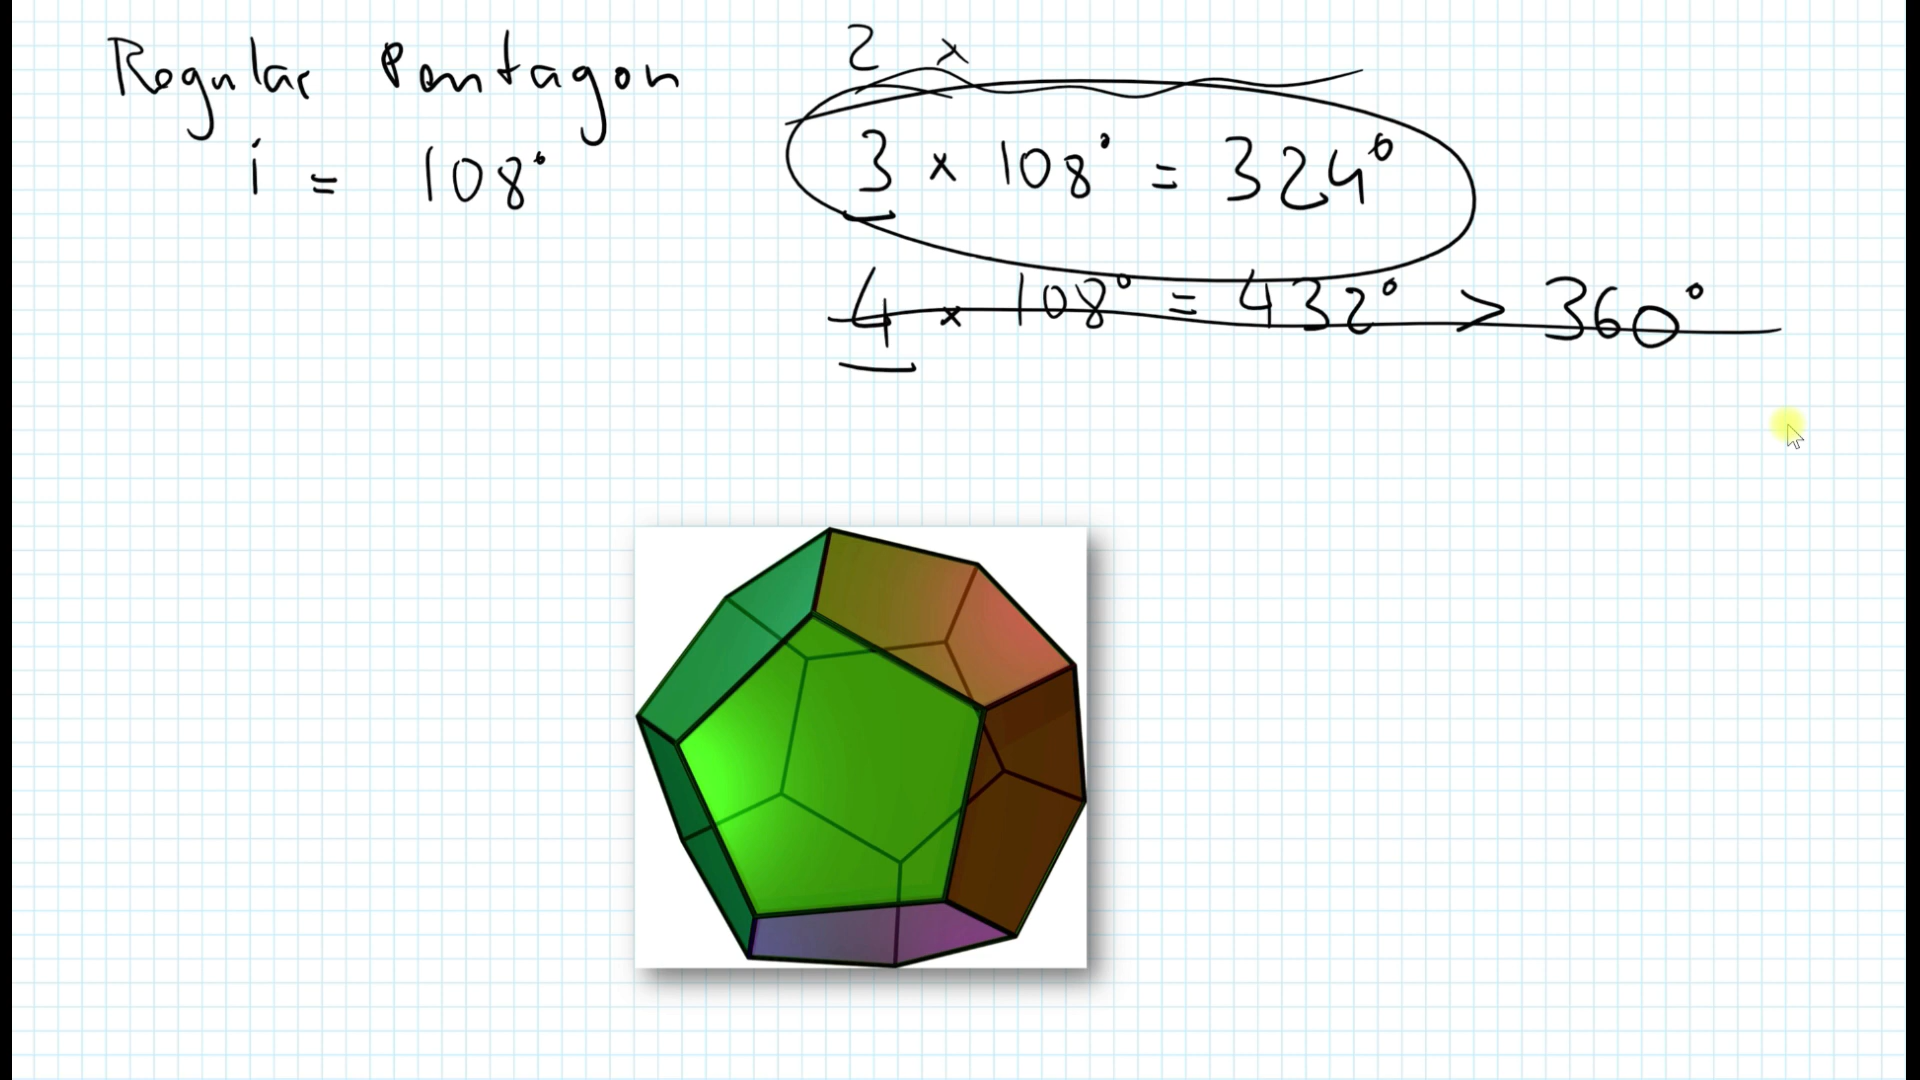 Regular Pentagon
i = 108°
2 x
3 x 108° = 324°
4 x 108° = 432° > 360°